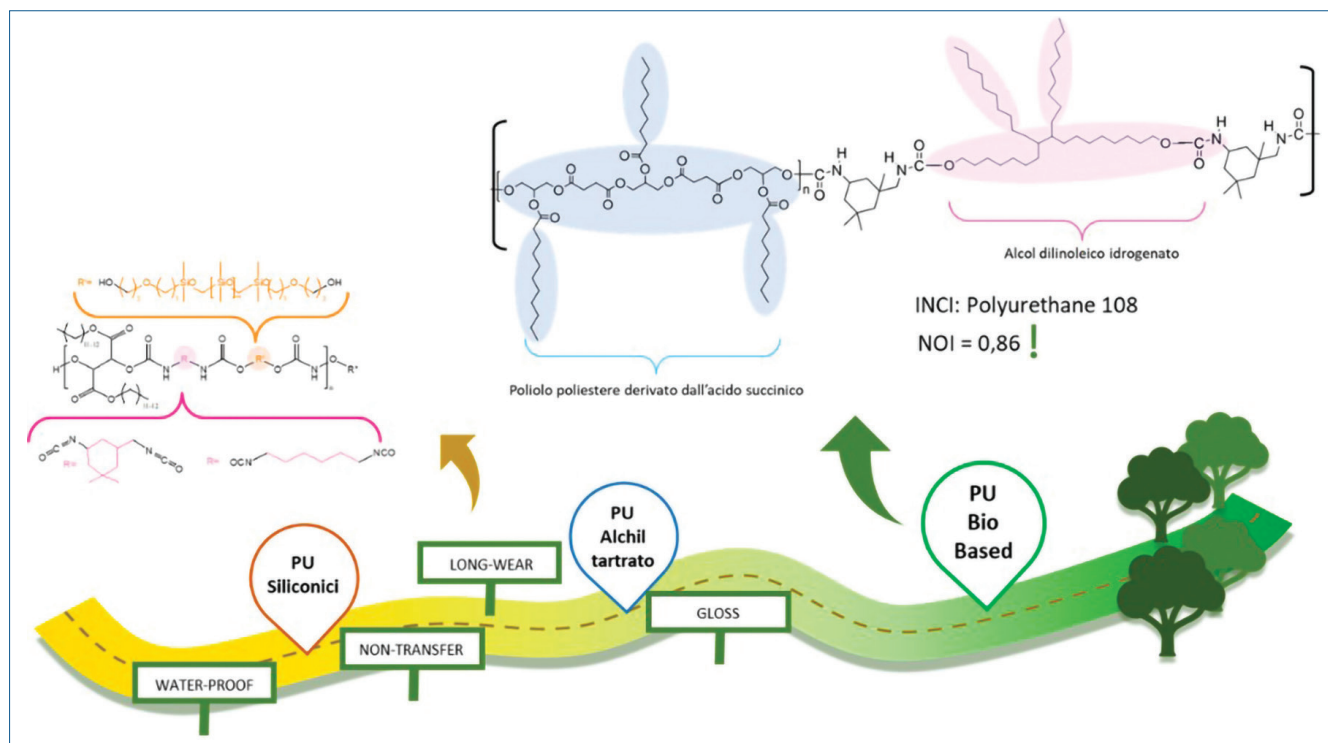 Alcol dilinoleico idrogenato
INCI: Polyurethane 108
NOI = 0,86 !
Poliolo poliestere derivato dall'acido succinico
PU
Siliconici
PU
Alchil
tartrato
PU
Bio
Based
LONG-WEAR
GLOSS
NON-TRANSFER
WATER-PROOF